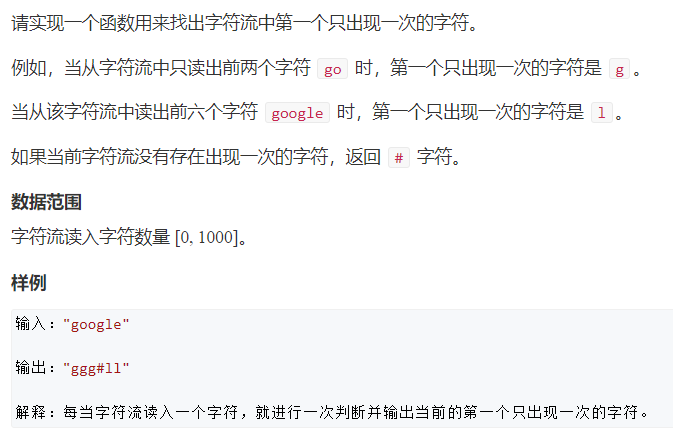 请实现一个函数用来找出字符流中第一个只出现一次的字符。
例如，当从字符流中只读出前两个字符 go 时，第一个只出现一次的字符是 g 。
当从该字符流中读出前六个字符 google 时，第一个只出现一次的字符是 l 。
如果当前字符流没有存在出现一次的字符，返回 # 字符。
数据范围
字符流读入字符数量 [0, 1000]。
样例
输入："google"
输出："ggg#ll"
解释：每当字符流读入一个字符，就进行一次判断并输出当前的第一个只出现一次的字符。